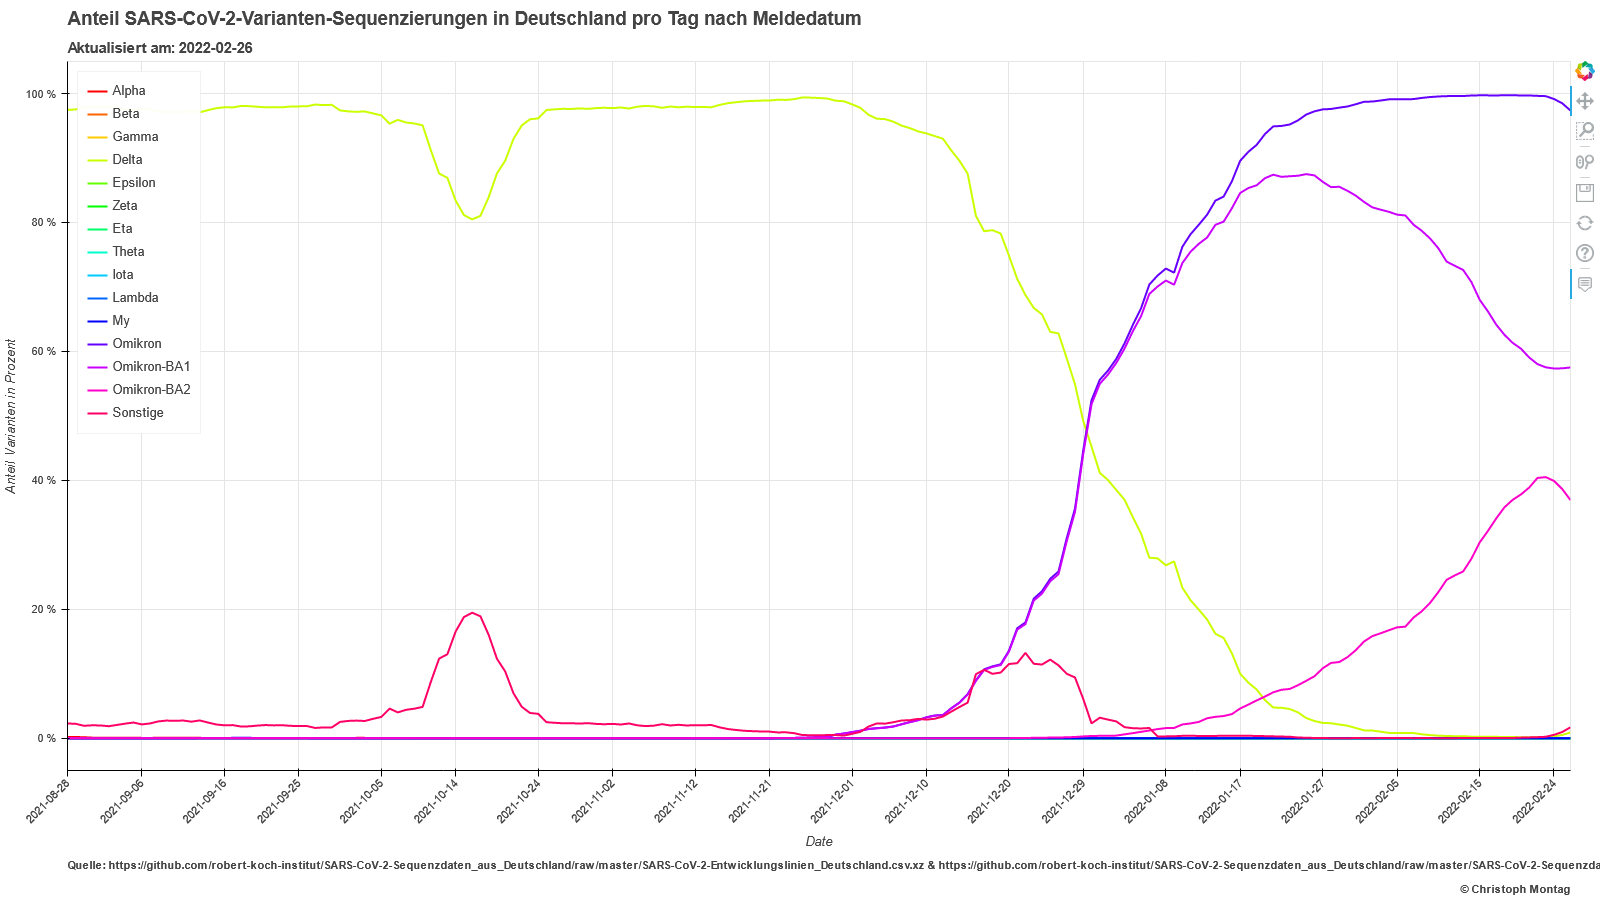 Anteil SARS-CoV-2-Varianten-Sequenzierungen in Deutschland pro Tag nach Meldedatum
Aktualisiert am: 2022-02-26
Alpha
Beta
Gamma
Delta
Epsilon
Zeta
Eta
Theta
Iota
Lambda
My
Omikron
Omikron-BA1
Omikron-BA2
Sonstige
100 %
80 %
60 %
40 %
20 %
0 %
Anteil Varianten in Prozent
2021-08-28
2021-09-06
2021-09-16
2021-09-25
2021-10-05
2021-10-14
2021-10-24
2021-11-02
2021-11-12
2021-11-21
2021-12-01
2021-12-10
2021-12-20
2021-12-29
2022-01-08
2022-01-17
2022-01-27
2022-02-05
2022-02-15
2022-02-24
Date
Quelle: https://github.com/robert-koch-institut/SARS-CoV-2-Sequenzdaten_aus_Deutschland/raw/master/SARS-CoV-2-Entwicklungslinien_Deutschland.csv.xz & https://github.com/robert-koch-institut/SARS-CoV-2-Sequenzdaten_aus_Deutschland/raw/master/SARS-CoV-2-Sequenzda
© Christoph Montag